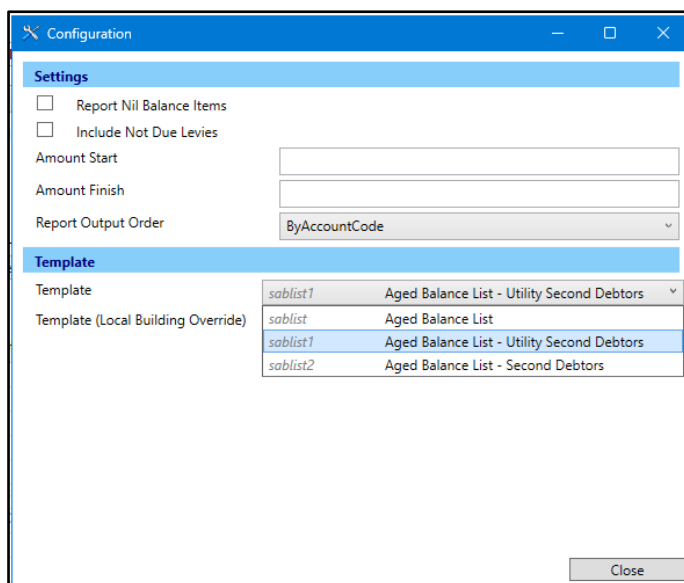 Configuration
Settings
Report Nil Balance Items
Include Not Due Levies
Amount Start
Amount Finish
Report Output Order ByAccountCode
Template
Template sablist1 Aged Balance List - Utility Second Debtors
Template (Local Building Override) sablist Aged Balance List
sablist1 Aged Balance List - Utility Second Debtors
sablist2 Aged Balance List - Second Debtors
Close